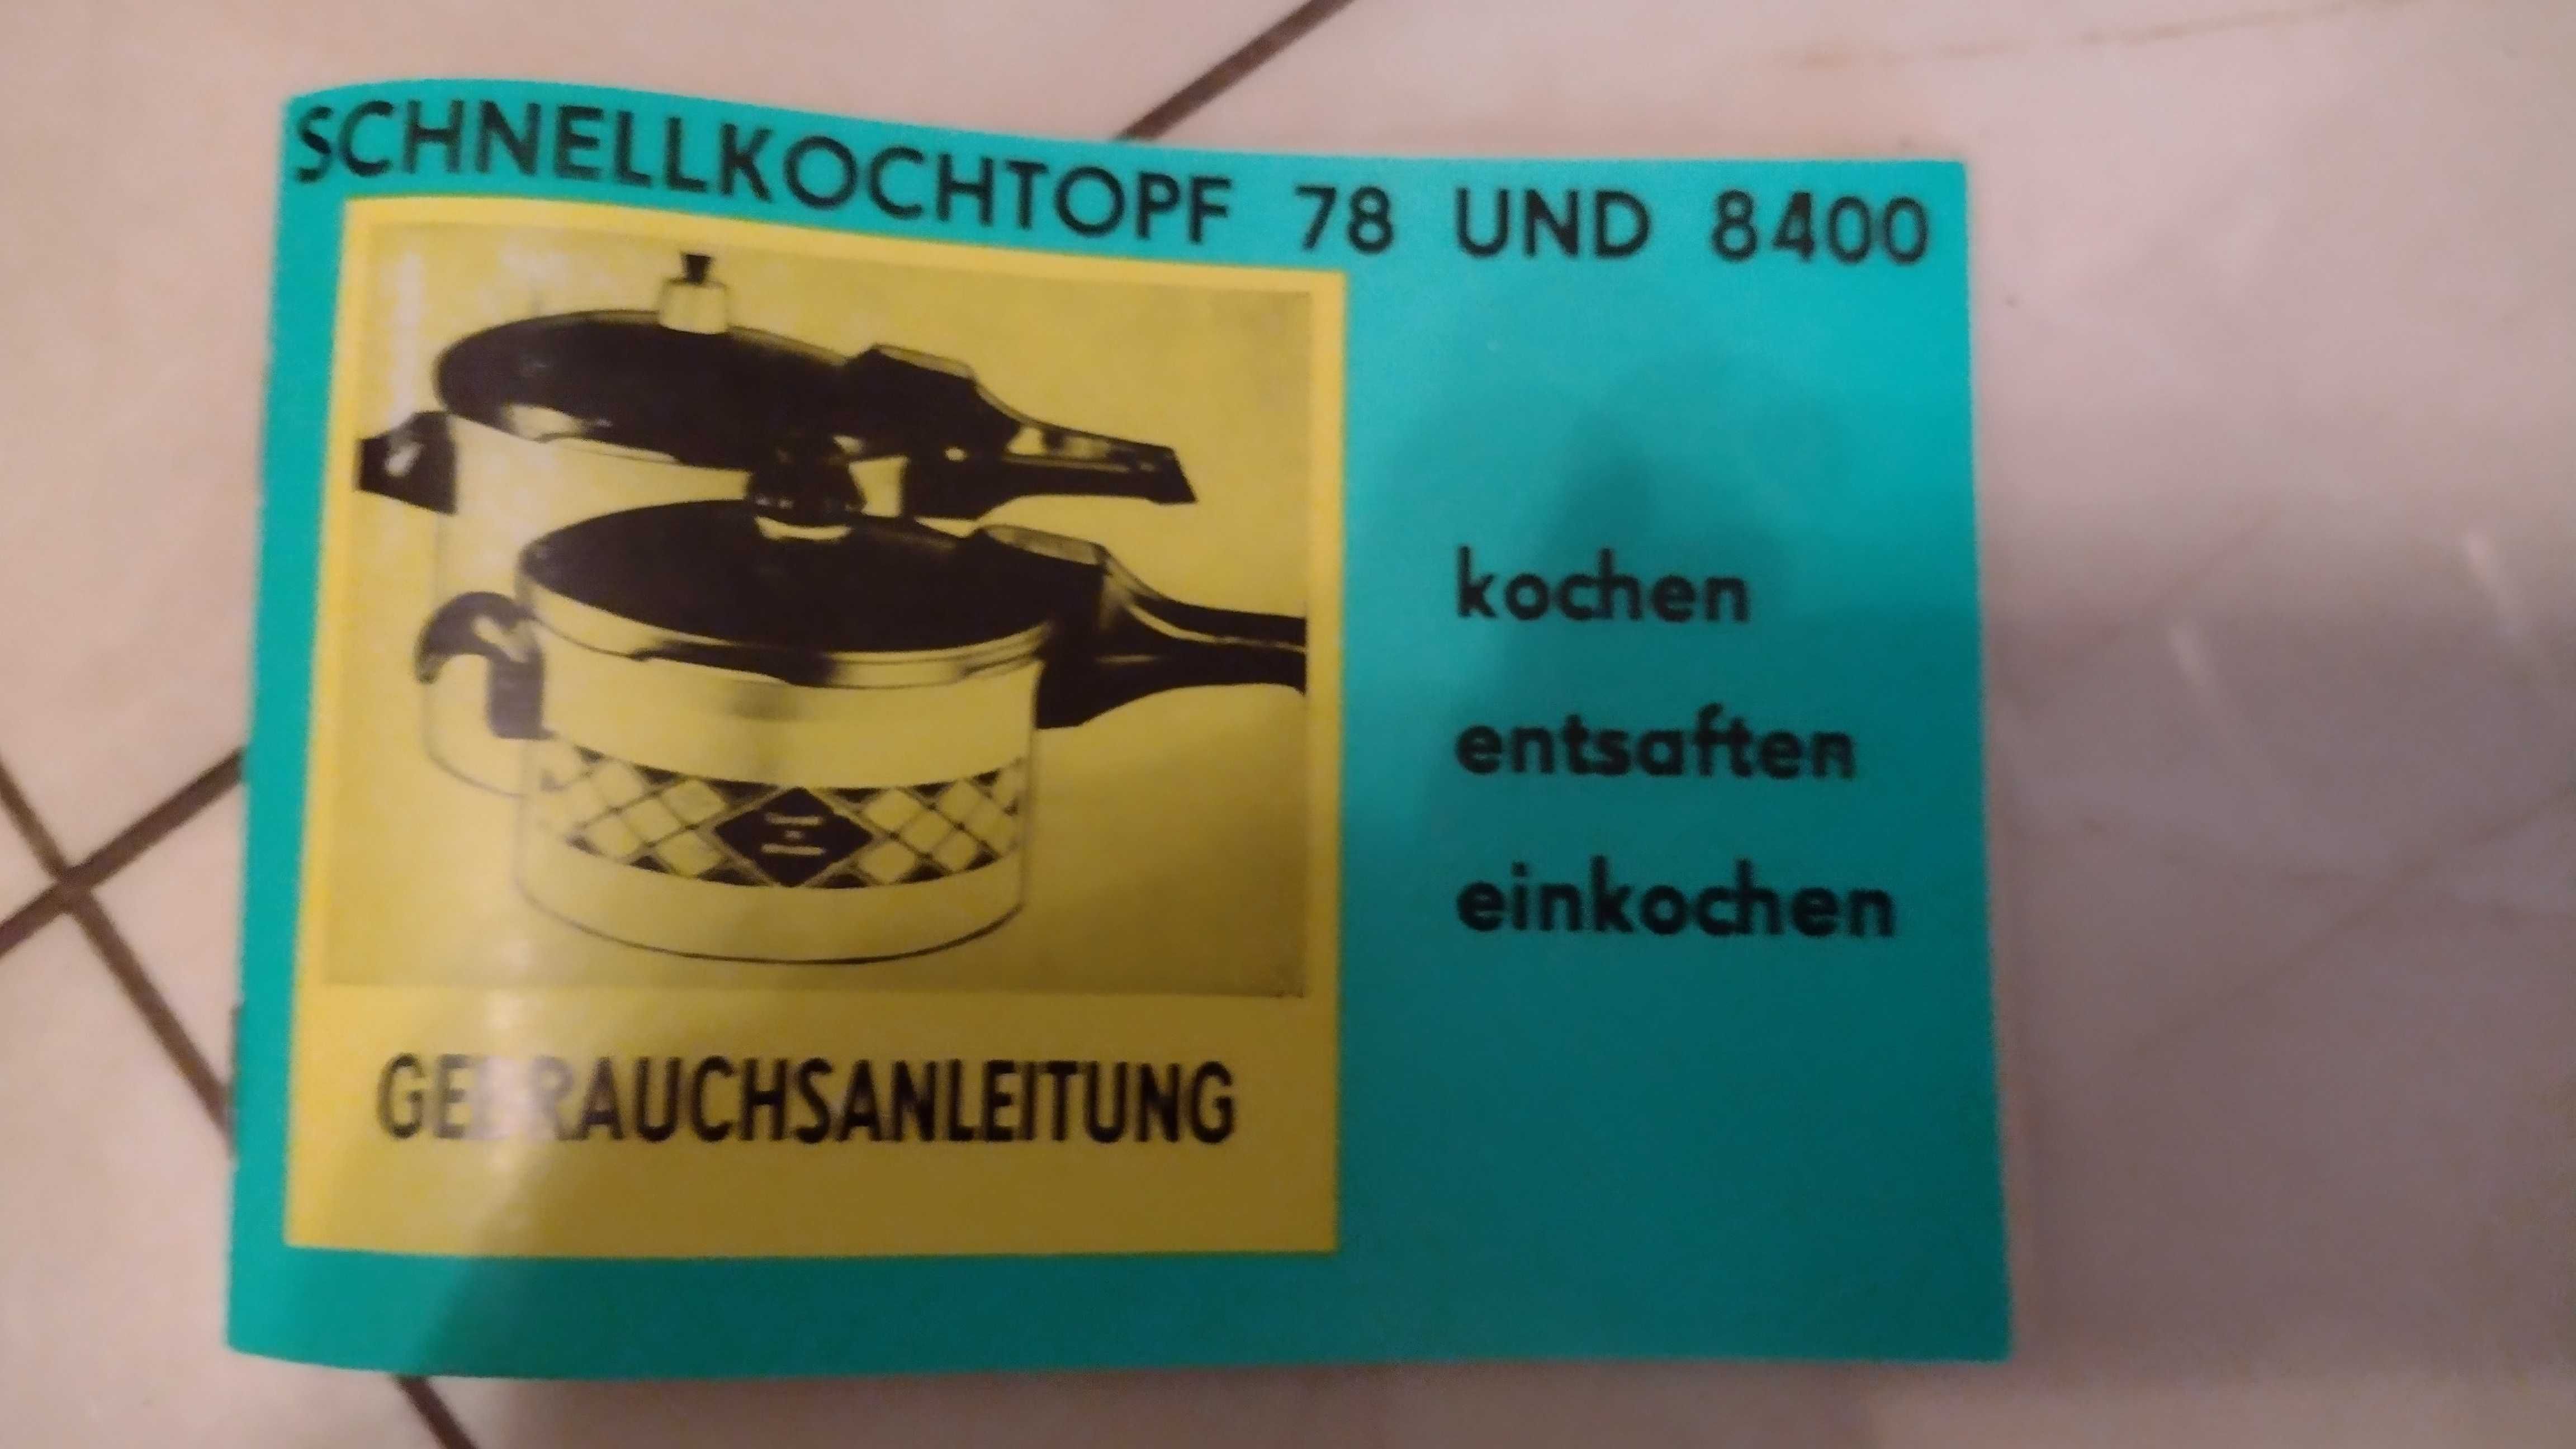 SCHNELLKOCHTOPF 78 UND 8400
kochen
entsaften
einkochen
GEBRAUCHSANLEITUNG